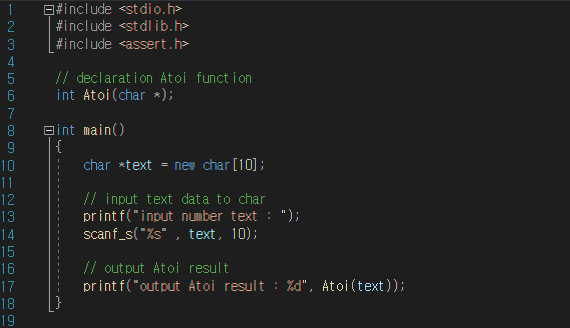 1 #include <stdio.h>
2 #include <stdlib.h>
3 #include <assert.h>
4
5 // declaration Atoi function
6 int Atoi(char *);
7
8 int main()
9 {
10 char *text = new char[10];
11
12 // input text data to char
13 printf("input number text : ");
14 scanf_s("%s" , text, 10);
15
16 // output Atoi result
17 printf("output Atoi result : %d", Atoi(text));
18 }
19